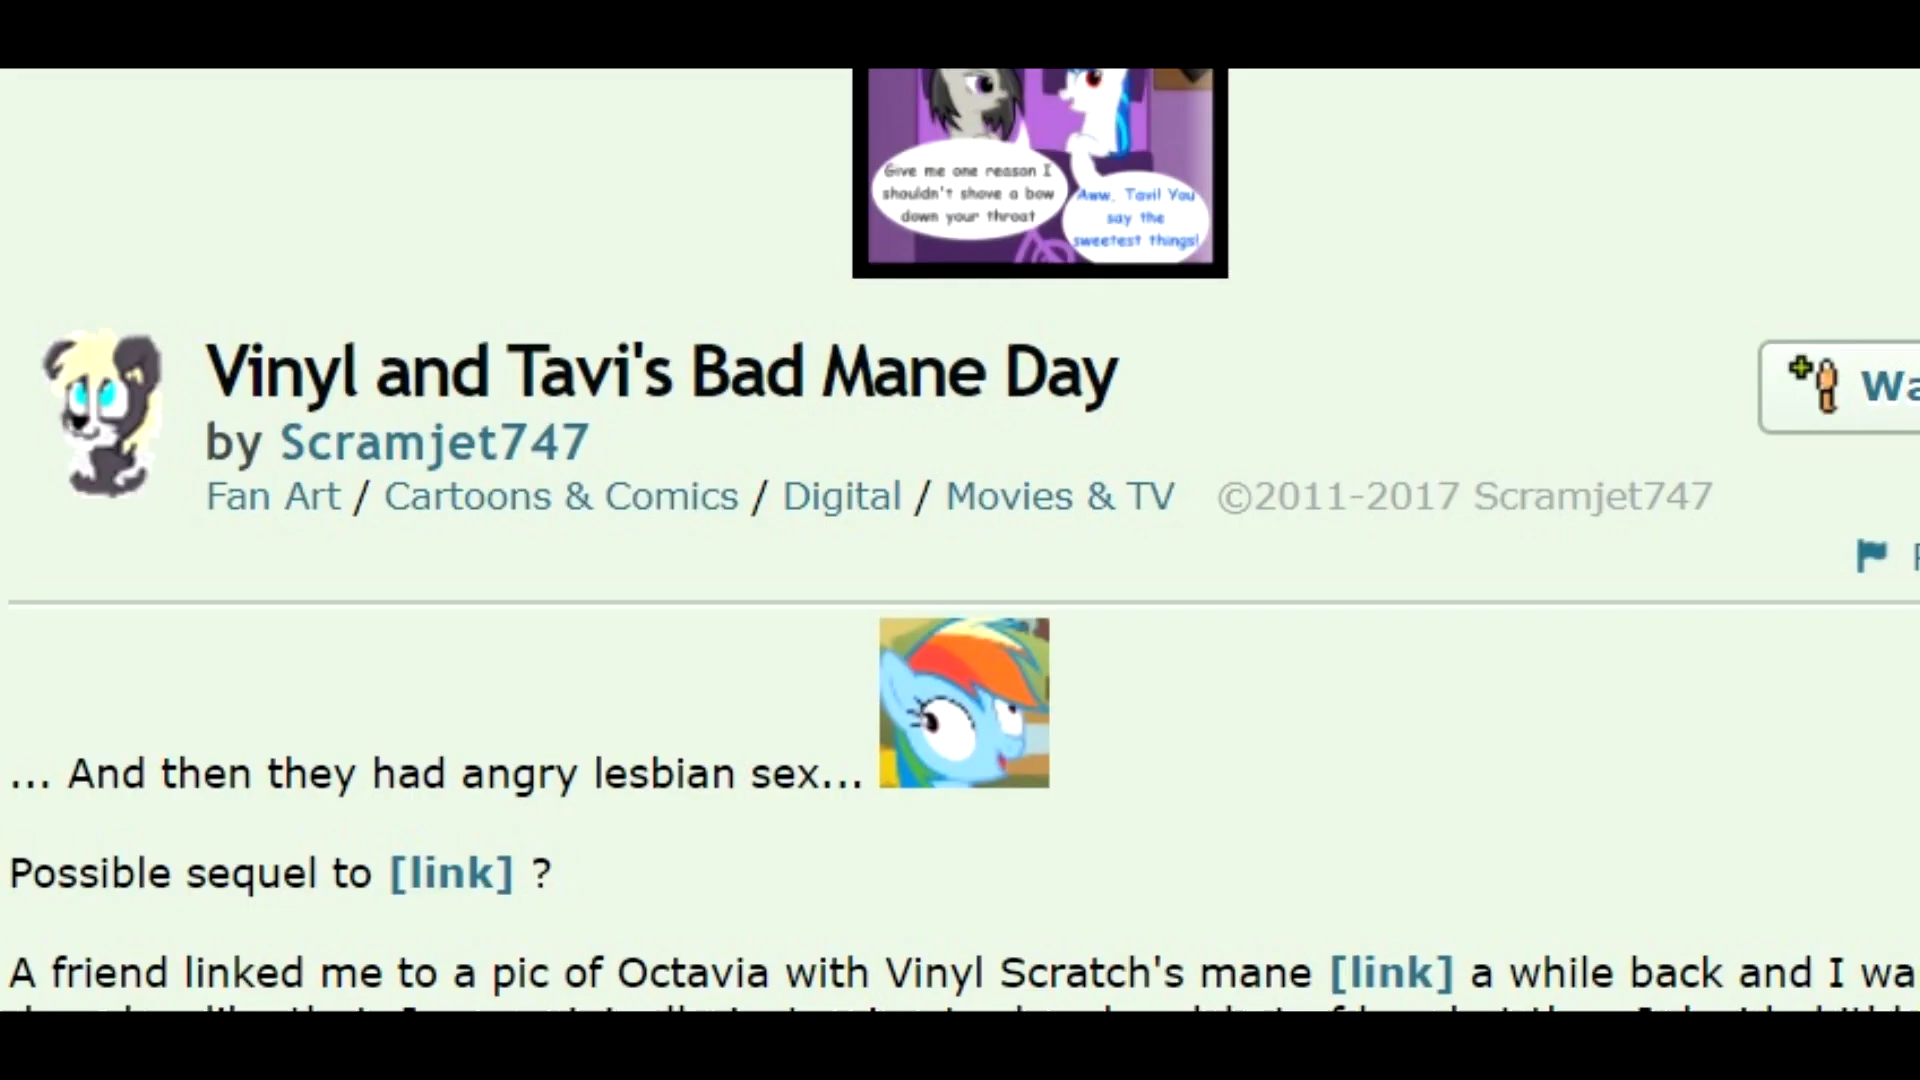 Give me one reason I
shouldn't shove a bow
down your throat
Aww, Tavi! You
say the
sweetest things!
Vinyl and Tavi's Bad Mane Day
by Scramjet747
Fan Art / Cartoons & Comics / Digital / Movies & TV ©2011-2017 Scramjet747
... And then they had angry lesbian sex...
Possible sequel to [link] ?
A friend linked me to a pic of Octavia with Vinyl Scratch's mane [link] a while back and I